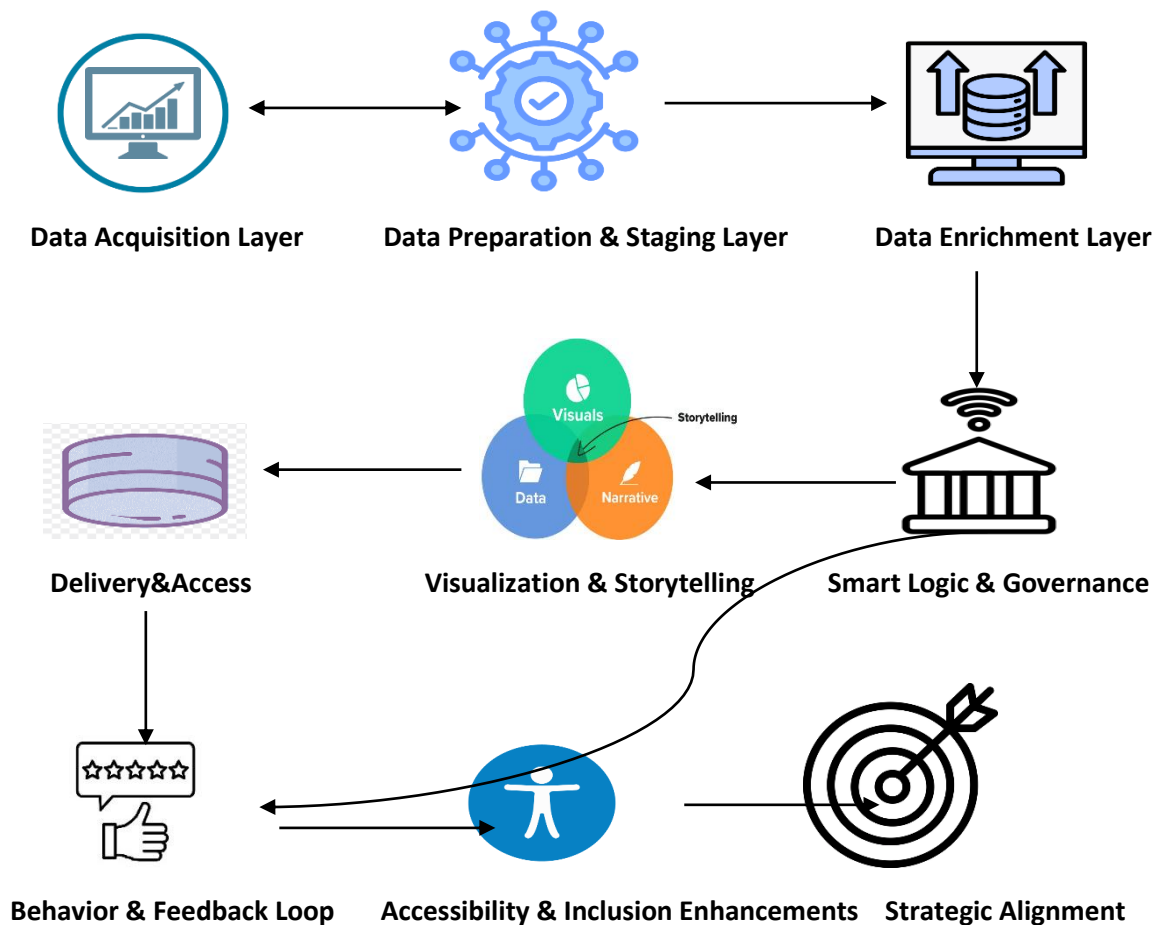 Data Acquisition Layer
Data Preparation & Staging Layer
Data Enrichment Layer
Visuals
Storytelling
Data
Narrative
Delivery&Access
Visualization & Storytelling
Smart Logic & Governance
Behavior & Feedback Loop
Accessibility & Inclusion Enhancements
Strategic Alignment